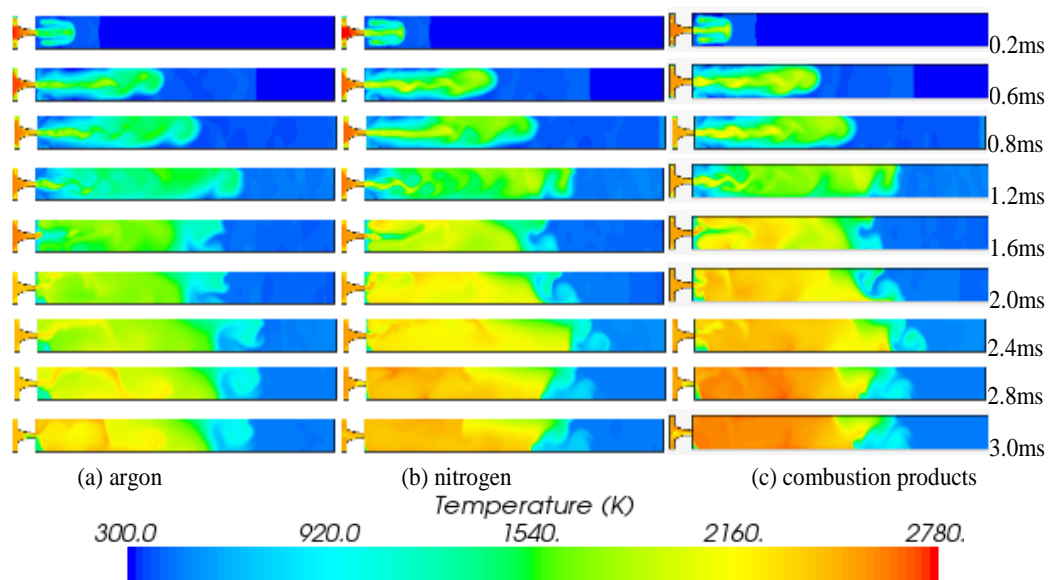 0.2ms
0.6ms
0.8ms
1.2ms
1.6ms
2.0ms
2.4ms
2.8ms
3.0ms
(a) argon (b) nitrogen (c) combustion products
Temperature (K)
300.0 920.0 1540. 2160. 2780.